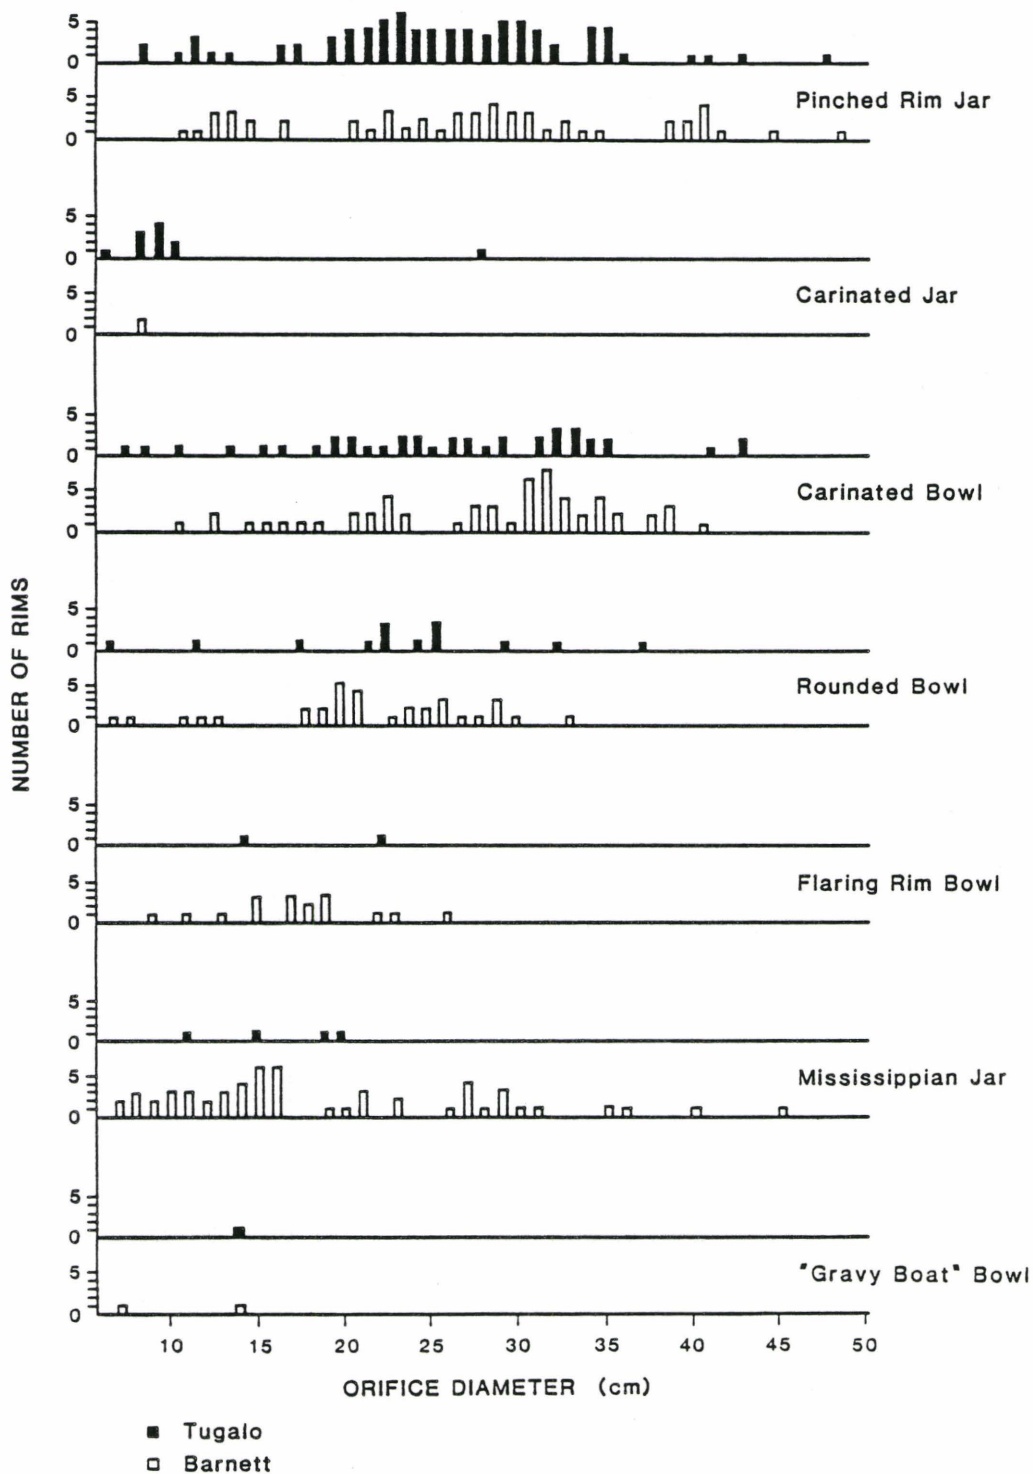 5
0
5
0
Pinched Rim Jar
5
0
5
0
Carinated Jar
5
0
5
0
Carinated Bowl
5
0
5
0
Rounded Bowl
5
0
5
0
Flaring Rim Bowl
5
0
5
0
Mississippian Jar
5
0
5
0
"Gravy Boat" Bowl
NUMBER OF RIMS
10 15 20 25 30 35 40 45 50
ORIFICE DIAMETER (cm)
■ Tugalo
□ Barnett